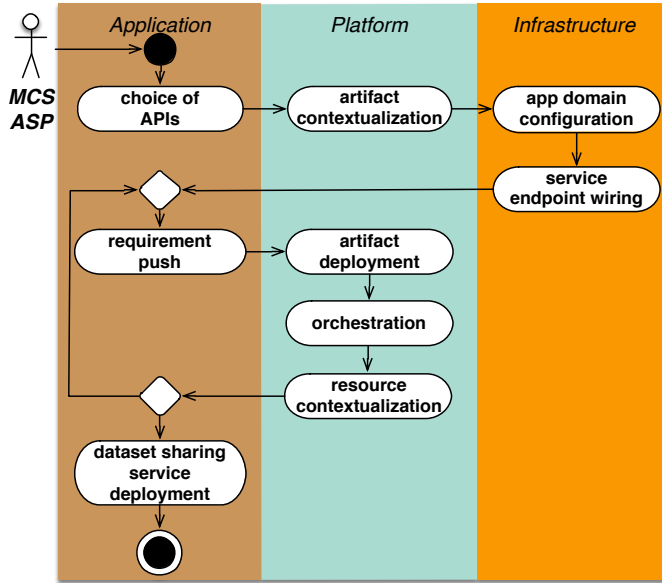 Application
Platform
Infrastructure
MCS
ASP
choice of
APIs
artifact
contextualization
app domain
configuration
service
endpoint wiring
requirement
push
artifact
deployment
orchestration
resource
contextualization
dataset sharing
service
deployment